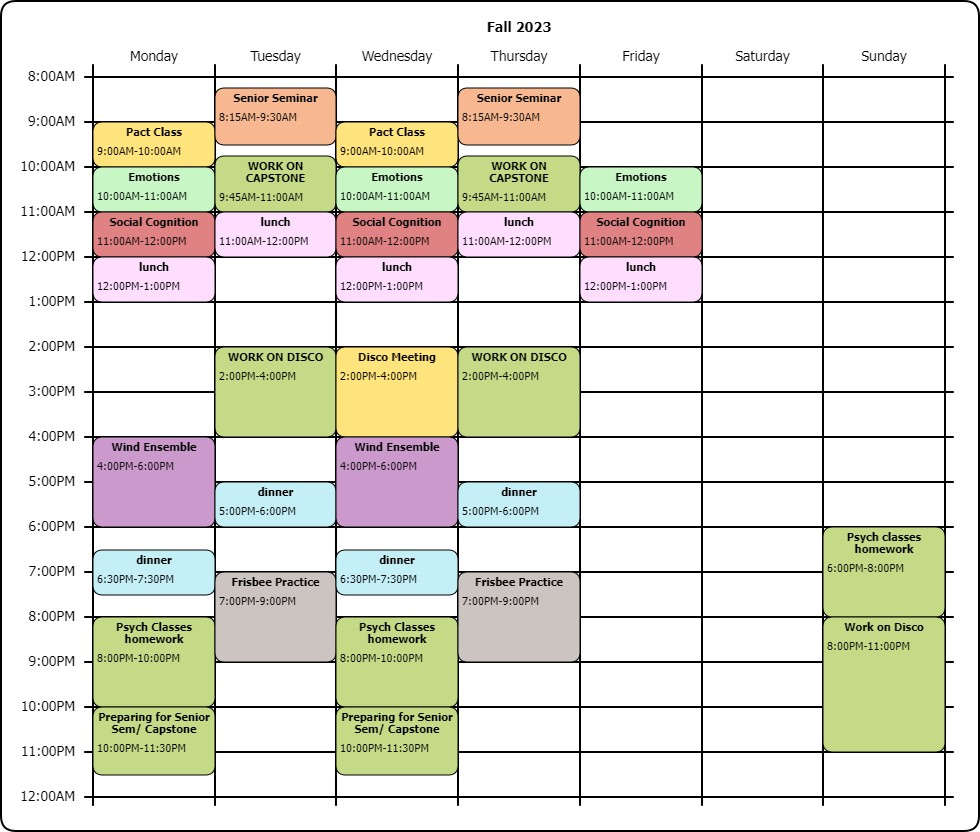 Fall 2023
Monday Tuesday Wednesday Thursday Friday Saturday Sunday
8:00AM
Senior Seminar Senior Seminar
8:15AM-9:30AM 8:15AM-9:30AM
9:00AM
Pact Class Pact Class
9:00AM-10:00AM 9:00AM-10:00AM
WORK ON WORK ON
10:00AM
CAPSTONE CAPSTONE
Emotions Emotions Emotions
10:00AM-11:00AM 9:45AM-11:00AM 10:00AM-11:00AM 9:45AM-11:00AM 10:00AM-11:00AM
11:00AM
Social Cognition lunch Social Cognition lunch Social Cognition
11:00AM-12:00PM 11:00AM-12:00PM 11:00AM-12:00PM 11:00AM-12:00PM 11:00AM-12:00PM
12:00PM
lunch lunch lunch
12:00PM-1:00PM 12:00PM-1:00PM 12:00PM-1:00PM
1:00PM
2:00PM
WORK ON DISCO Disco Meeting WORK ON DISCO
2:00PM-4:00PM 2:00PM-4:00PM 2:00PM-4:00PM
3:00PM
4:00PM
Wind Ensemble Wind Ensemble
4:00PM-6:00PM 4:00PM-6:00PM
5:00PM
dinner dinner
5:00PM-6:00PM 5:00PM-6:00PM
6:00PM
Psych classes
homework
dinner dinner
6:00PM-8:00PM
7:00PM
6:30PM-7:30PM 6:30PM-7:30PM
Frisbee Practice Frisbee Practice
7:00PM-9:00PM 7:00PM-9:00PM
8:00PM
Psych Classes Psych Classes Work on Disco
homework homework
8:00PM-11:00PM
8:00PM-10:00PM 8:00PM-10:00PM
9:00PM
10:00PM
Preparing for Senior Preparing for Senior
Sem/ Capstone Sem/ Capstone
10:00PM-11:30PM 10:00PM-11:30PM
11:00PM
12:00AM